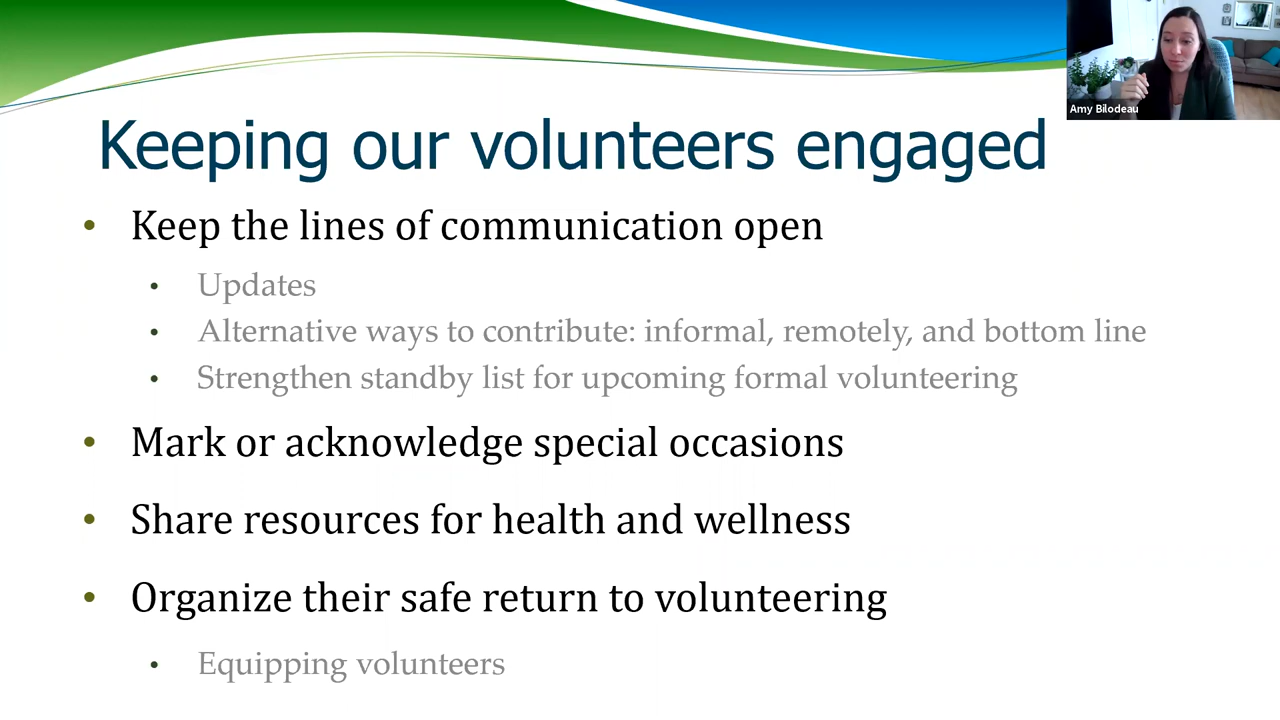 Amy Bilodeau
Keeping our volunteers engaged
• Keep the lines of communication open
• Updates
• Alternative ways to contribute: informal, remotely, and bottom line
• Strengthen standby list for upcoming formal volunteering
• Mark or acknowledge special occasions
• Share resources for health and wellness
• Organize their safe return to volunteering
• Equipping volunteers